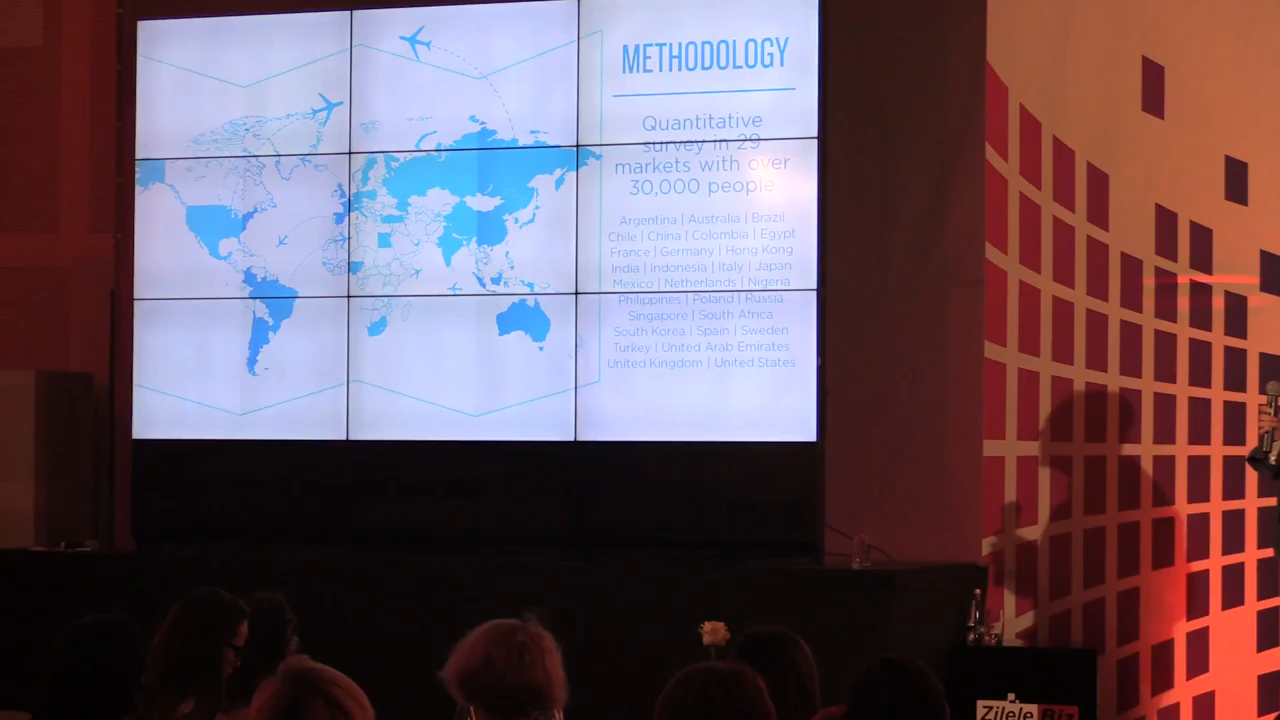 METHODOLOGY
Quantitative
survey in 29
markets with over
30,000 people
Argentina | Australia | Brazil
Chile | China | Colombia | Egypt
France | Germany | Hong Kong
India | Indonesia | Italy | Japan
Mexico | Netherlands | Nigeria
Philippines | Poland | Russia
Singapore | South Africa
South Korea | Spain | Sweden
Turkey | United Arab Emirates
United Kingdom | United States
Zilele Biz